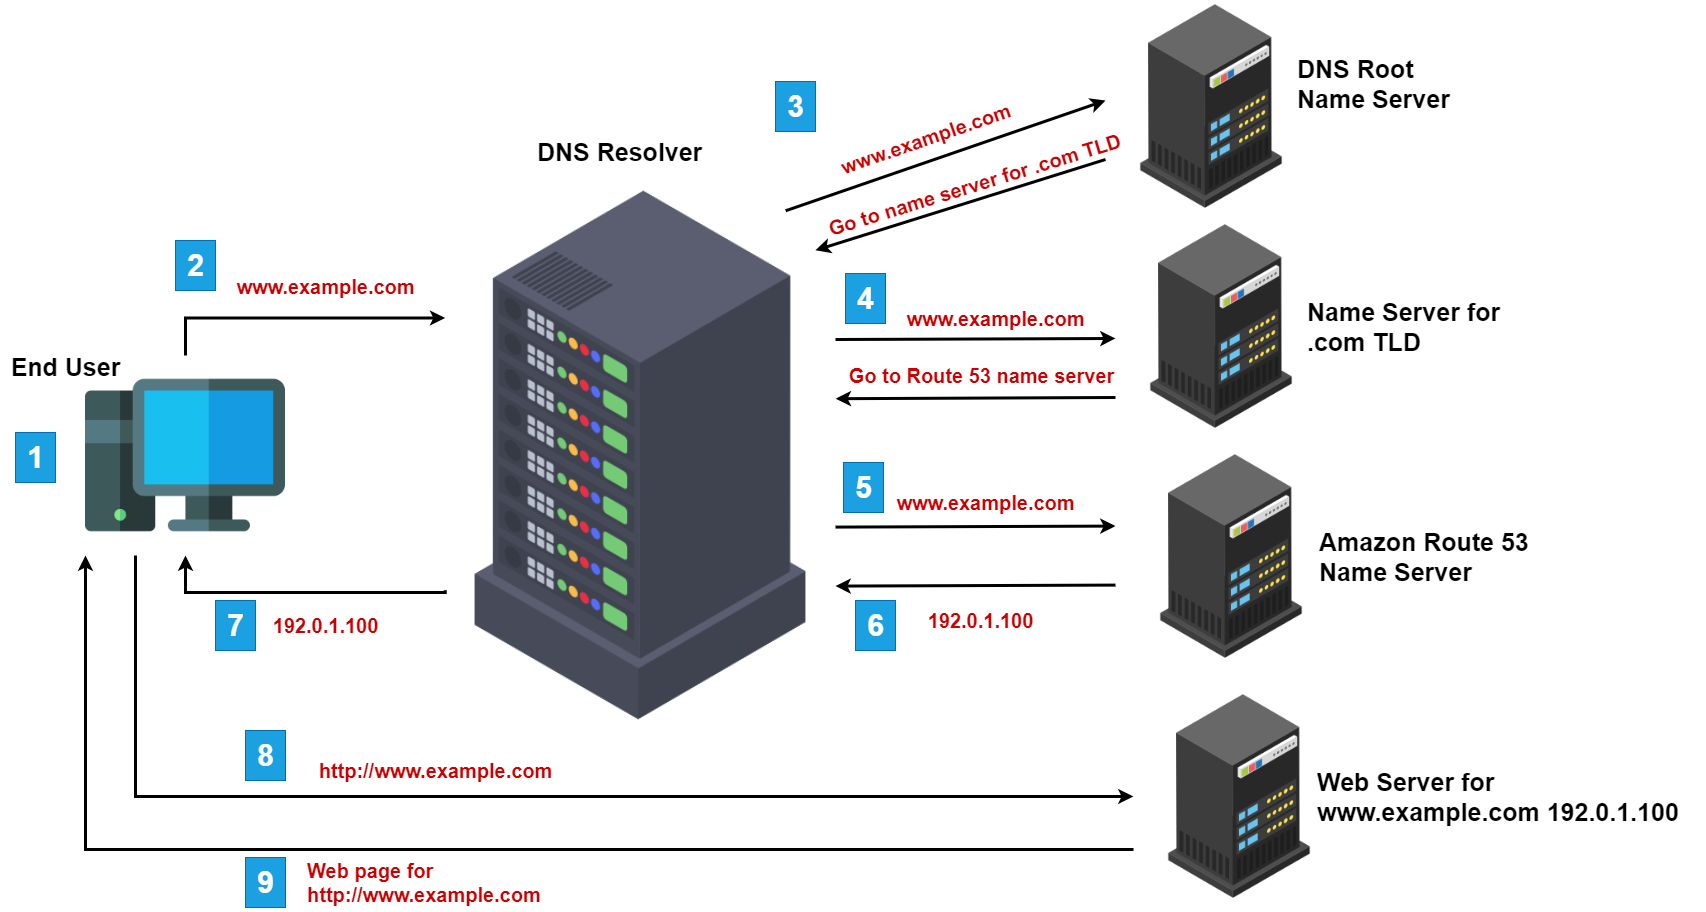 DNS Root
Name Server
3
www.example.com
DNS Resolver
Go to name server for .com TLD
2
www.example.com
4
www.example.com
Name Server for
.com TLD
End User
Go to Route 53 name server
1
5
www.example.com
Amazon Route 53
Name Server
7
192.0.1.100
6
192.0.1.100
8
http://www.example.com
Web Server for
www.example.com 192.0.1.100
9
Web page for
http://www.example.com